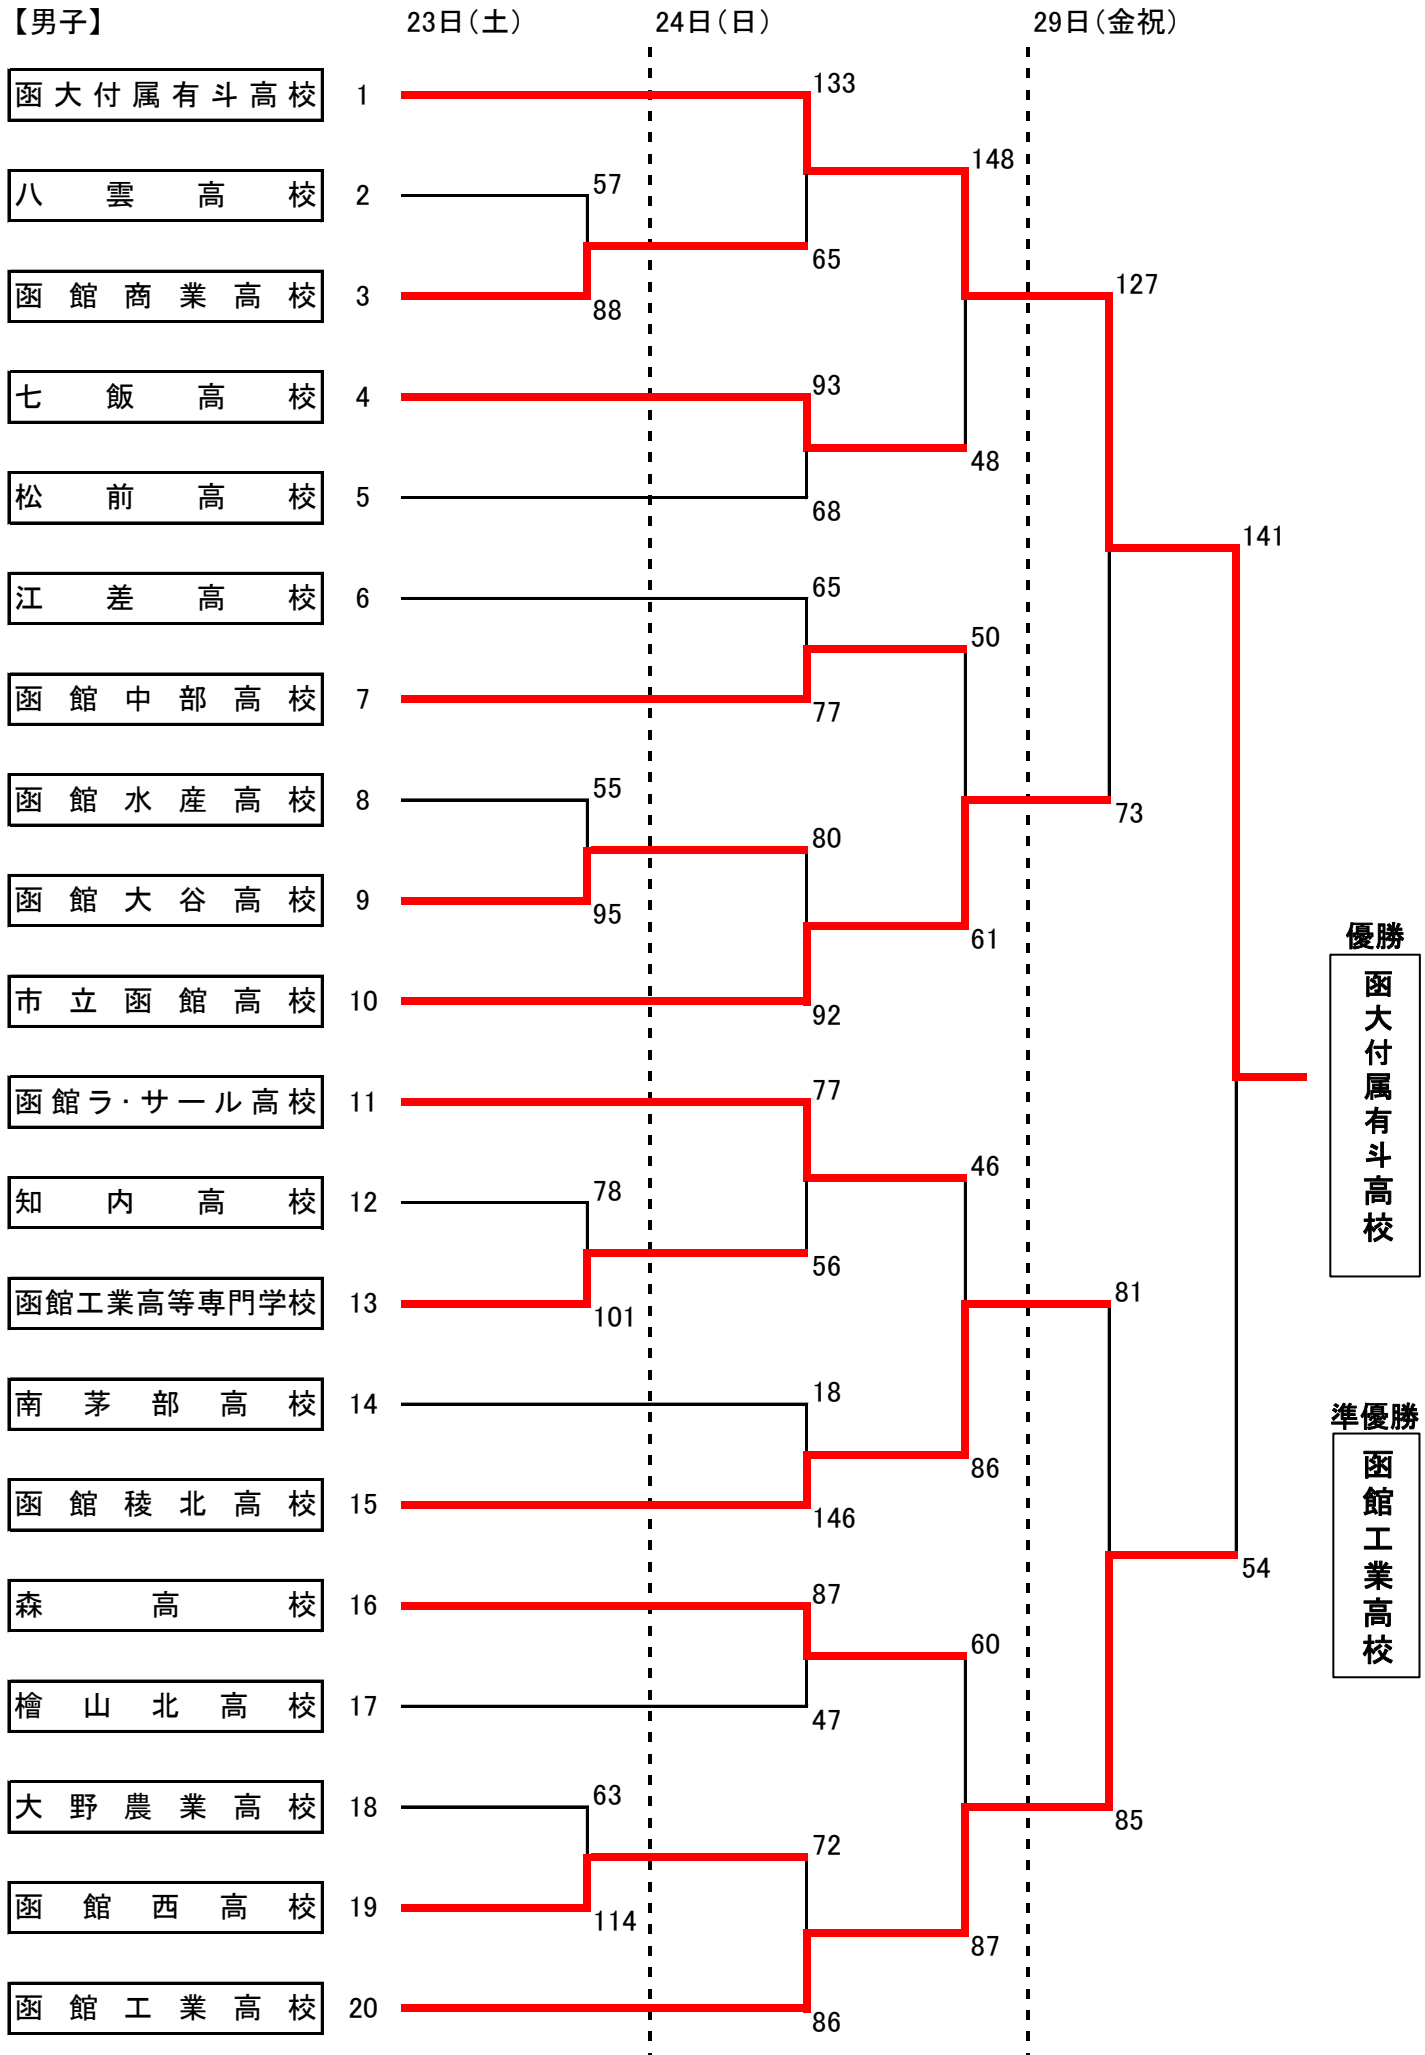 【男子】 23日(土) 24日(日) 29日(金祝)
函大付属有斗高校 1 133
148
八雲高校 2 57
65
函館商業高校 3 88
127
七飯高校 4 93
48
松前高校 5 68
141
江差高校 6 65
50
函館中部高校 7 77
函館水産高校 8 55
73
80
函館大谷高校 9 95
61
市立函館高校 10 92
優勝
函大付属有斗高校
函館ラ・サール高校 11 77
46
知内高校 12 78
56
函館工業高等専門学校 13 101
81
南茅部高校 14 18
86
函館稜北高校 15 146
準優勝
函館工業高校
54
森高校 16 87
60
檜山北高校 17 47
大野農業高校 18 63
85
72
函館西高校 19 114
87
函館工業高校 20 86